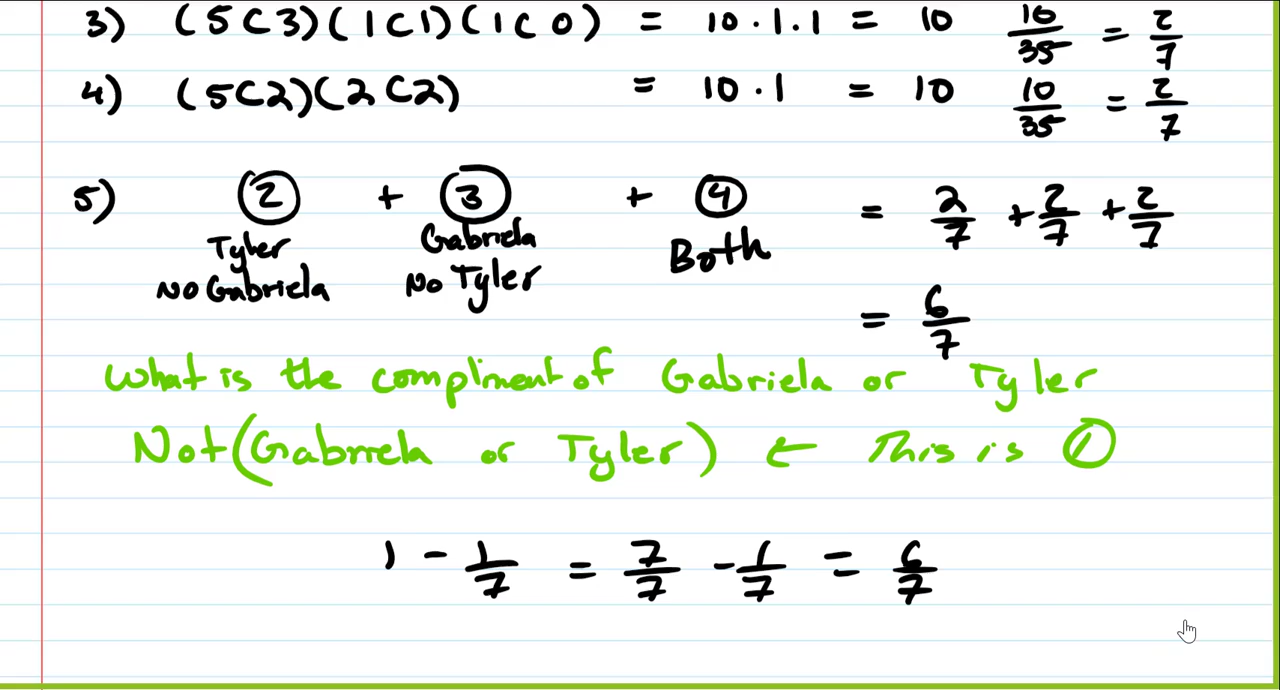 3) (5C3)(1C1)(1C0) = 10·1·1 = 10 10/35 = 2/7
4) (5C2)(2C2) = 10·1 = 10 10/35 = 2/7
5) ② + ③ + ④ = 2/7 + 2/7 + 2/7
Tyler Gabriela Both
No Gabriela No Tyler
= 6/7
What is the compliment of Gabriela or Tyler
Not(Gabriela or Tyler) ← This is ①
1 - 1/7 = 7/7 - 1/7 = 6/7